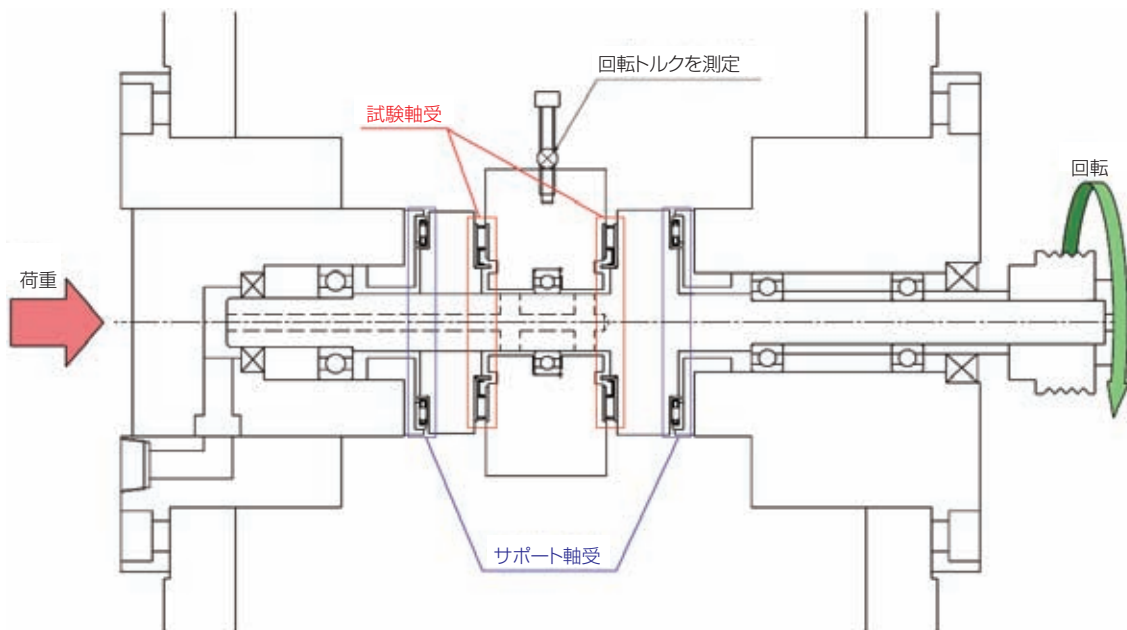 回転トルクを測定
試験軸受
回転
荷重
サポート軸受